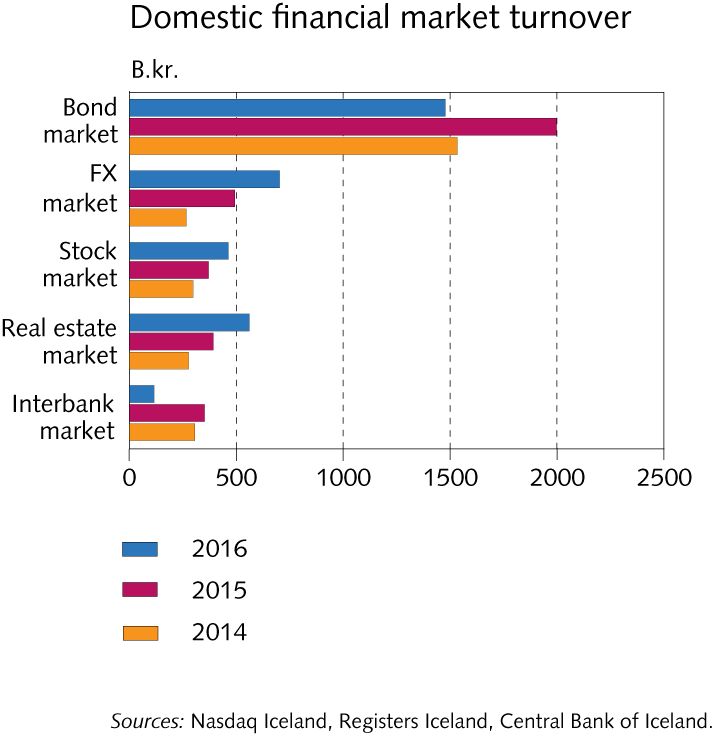 Domestic financial market turnover
B.kr.
Bond
market
FX
market
Stock
market
Real estate
market
Interbank
market
0 500 1000 1500 2000 2500
2016
2015
2014
Sources: Nasdaq Iceland, Registers Iceland, Central Bank of Iceland.